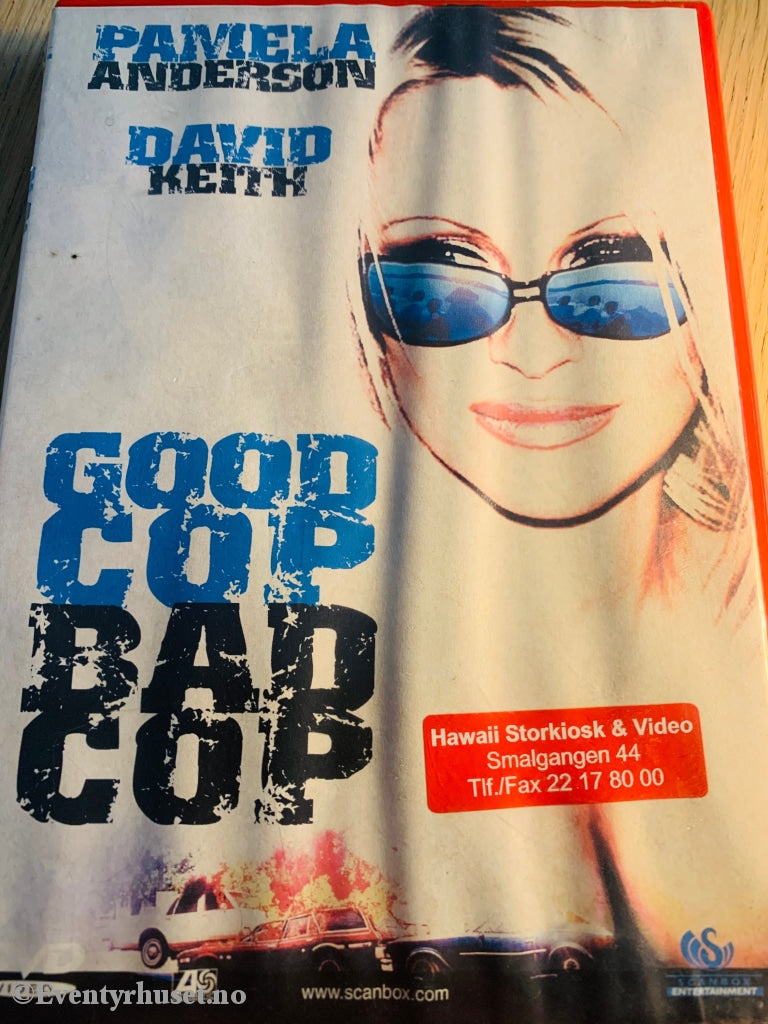 PAMELA
ANDERSON
DAVID
KEITH
GOOD
COP
BAD
COP
Hawaii Storkiosk & Video
Smalgangen 44
Tlf./Fax 22 17 80 00
www.scanbox.com
SCANBOX
ENTERTAINMENT
©Eventyrhuset.no